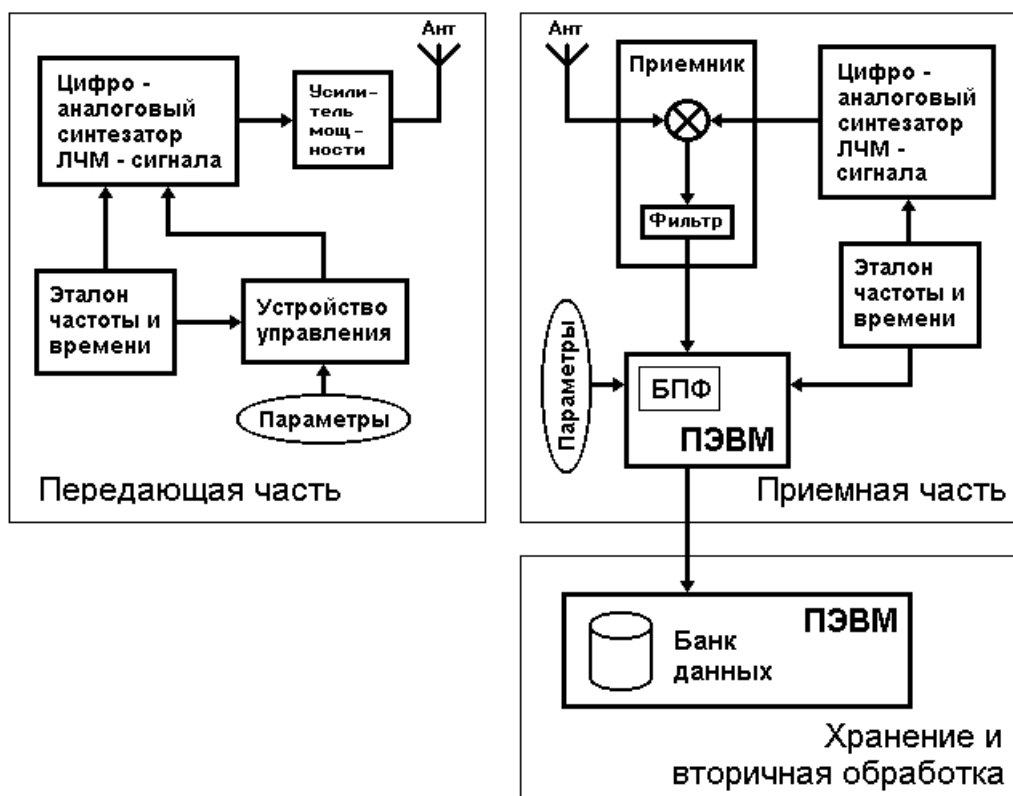 Ант
Цифро -
аналоговый
синтезатор
ЛЧМ -
сигнала
Усили-
тель
мощ-
ности
Эталон
частоты и
времени
Устройство
управления
Параметры
Передающая часть
Ант
Приемник
Фильтр
Цифро -
аналоговый
синтезатор
ЛЧМ -
сигнала
Эталон
частоты и
времени
Параметры
БПФ
ПЭВМ
Приемная часть
ПЭВМ
Банк
данных
Хранение и
вторичная обработка